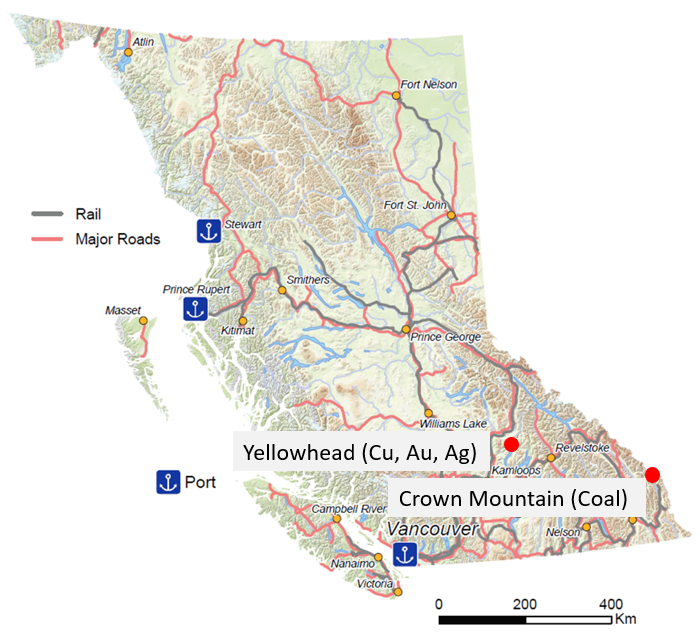 Atlin
Fort Nelson
Fort St. John
Rail
Major Roads
Stewart
Smithers
Prince Rupert
Masset
Kitimat
Prince George
Williams Lake
Yellowhead (Cu, Au, Ag)
Revelstoke
Kamloops
Port
Crown Mountain (Coal)
Campbell River
Vancouver
Nelson
Nanaimo
Victoria
0 200 400
Km